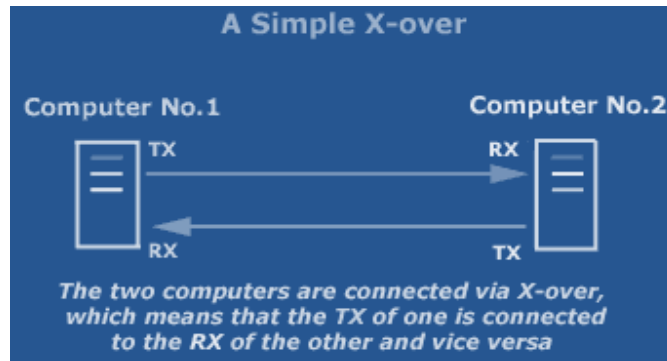 A Simple X-over
Computer No.1 Computer No.2
TX RX
RX TX
The two computers are connected via X-over,
which means that the TX of one is connected
to the RX of the other and vice versa